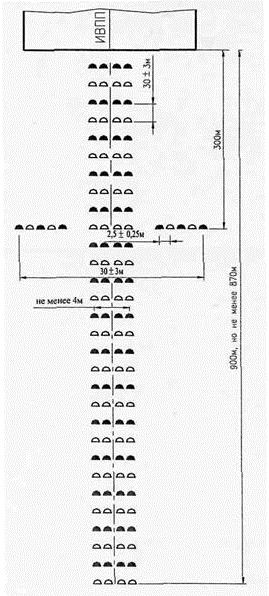 ИВПП
30 ± 3м
300м
2,5 ± 0,25м
30 ± 3м
не менее 4м
900м, но не менее 870м